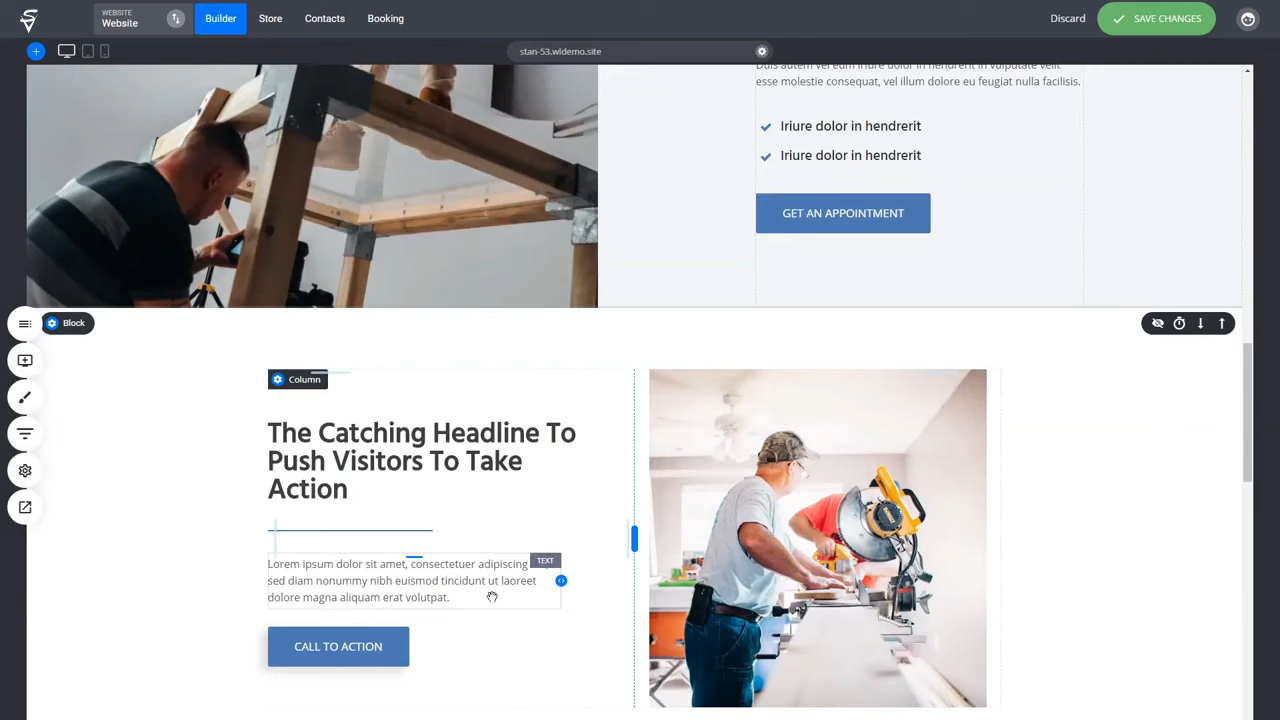 WEBSITE
Website
Builder
Store
Contacts
Booking
Discard
SAVE CHANGES
stan-53.wldemo.site
Duis autem vel eum iriure dolor in hendrerit in vulputate velit
esse molestie consequat, vel illum dolore eu feugiat nulla facilisis.
Iriure dolor in hendrerit
Iriure dolor in hendrerit
GET AN APPOINTMENT
Block
Column
The Catching Headline To
Push Visitors To Take
Action
TEXT
Lorem ipsum dolor sit amet, consectetuer adipiscing
sed diam nonummy nibh euismod tincidunt ut laoreet
dolore magna aliquam erat volutpat.
CALL TO ACTION